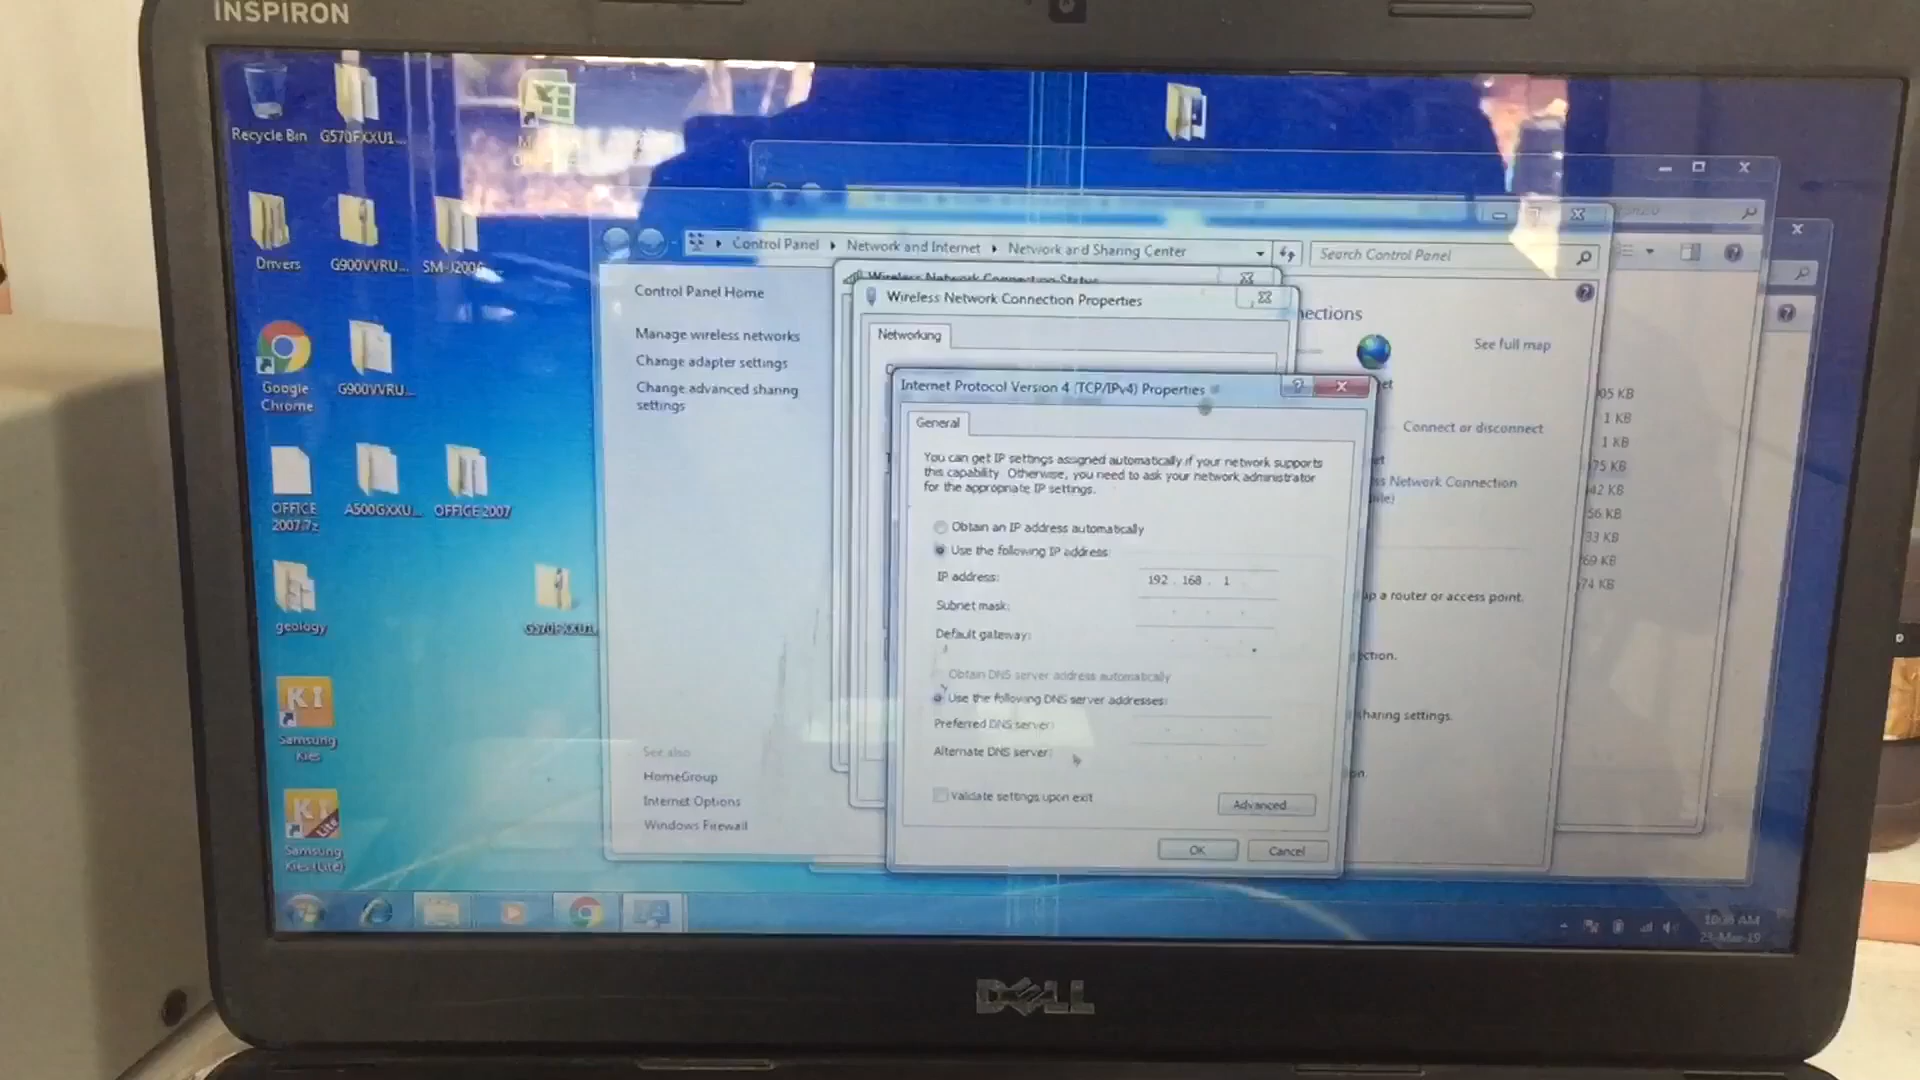 INSPIRON
Recycle Bin
G570FXXU1...
Drivers
G900VVRU...
SM-J200G...
Google
Chrome
G900VVRU...
OFFICE
2007.7z
A500GXXU...
OFFICE 2007
geology
G570FXXU1
Samsung
Kies
Samsung
Kies (Lite)
Control Panel
Network and Internet
Network and Sharing Center
Search Control Panel
Control Panel Home
Manage wireless networks
Change adapter settings
Change advanced sharing
settings
See also
HomeGroup
Internet Options
Windows Firewall
Wireless Network Connection Status
Wireless Network Connection Properties
Networking
Internet Protocol Version 4 (TCP/IPv4) Properties
General
You can get IP settings assigned automatically if your network supports
this capability. Otherwise, you need to ask your network administrator
for the appropriate IP settings.
Obtain an IP address automatically
Use the following IP address:
IP address:
192 . 168 . 1 .
Subnet mask:
Default gateway:
Obtain DNS server address automatically
Use the following DNS server addresses:
Preferred DNS server:
Alternate DNS server:
Validate settings upon exit
Advanced...
OK
Cancel
nections
See full map
Connect or disconnect
ss Network Connection
up a router or access point.
ection.
sharing settings.
05 KB
1 KB
1 KB
75 KB
42 KB
56 KB
33 KB
69 KB
74 KB
23-Mar-19
DELL